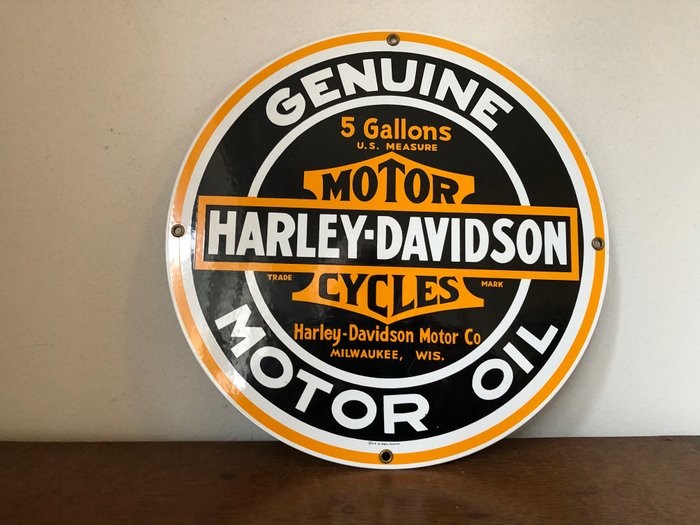 GENUINE
5 Gallons
U.S. MEASURE
MOTOR
HARLEY-DAVIDSON
TRADE MARK
CYCLES
Harley-Davidson Motor Co
MILWAUKEE, WIS.
MOTOR OIL